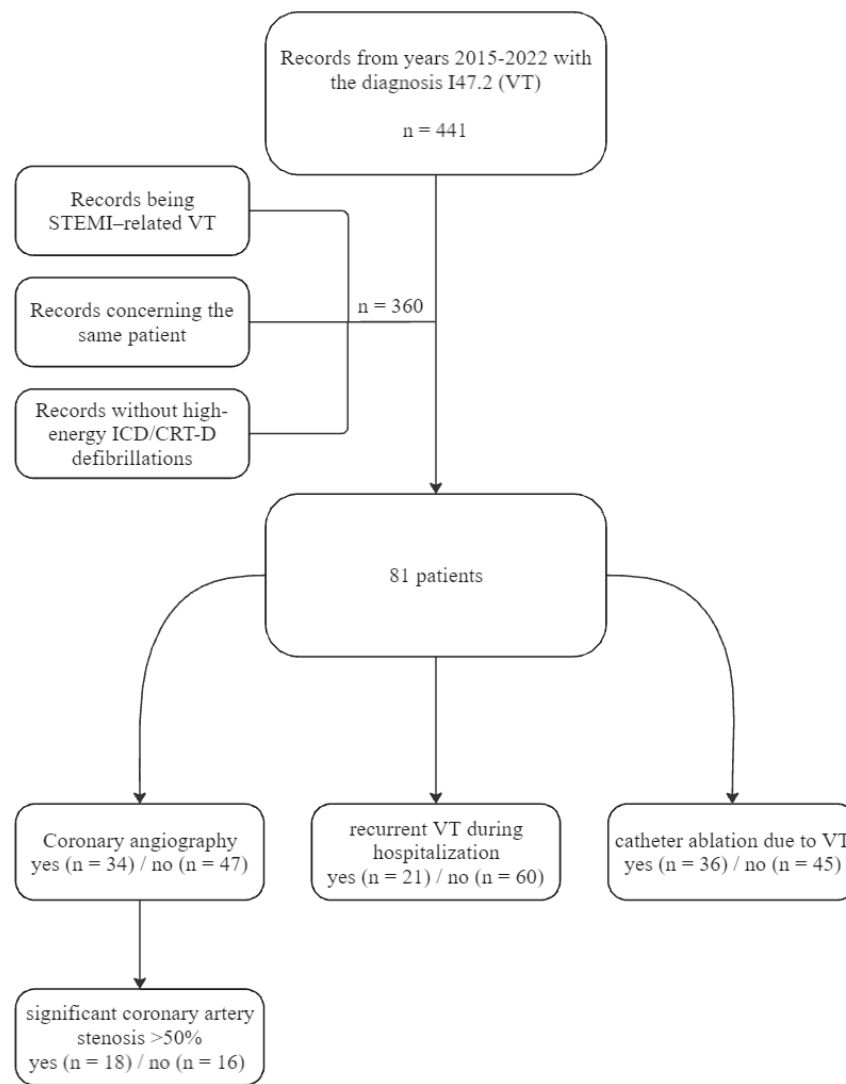 Records from years 2015-2022 with
the diagnosis I47.2 (VT)
n = 441
Records being
STEMI–related VT
n = 360
Records concerning the
same patient
Records without high-
energy ICD/CRT-D
defibrillations
81 patients
Coronary angiography
yes (n = 34) / no (n = 47)
recurrent VT during
hospitalization
yes (n = 21) / no (n = 60)
catheter ablation due to VT
yes (n = 36) / no (n = 45)
significant coronary artery
stenosis >50%
yes (n = 18) / no (n = 16)